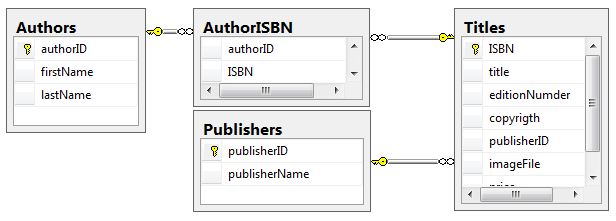 Authors
authorID
firstName
lastName
AuthorISBN
authorID
ISBN
Publishers
publisherID
publisherName
Titles
ISBN
title
editionNumder
copyrigth
publisherID
imageFile